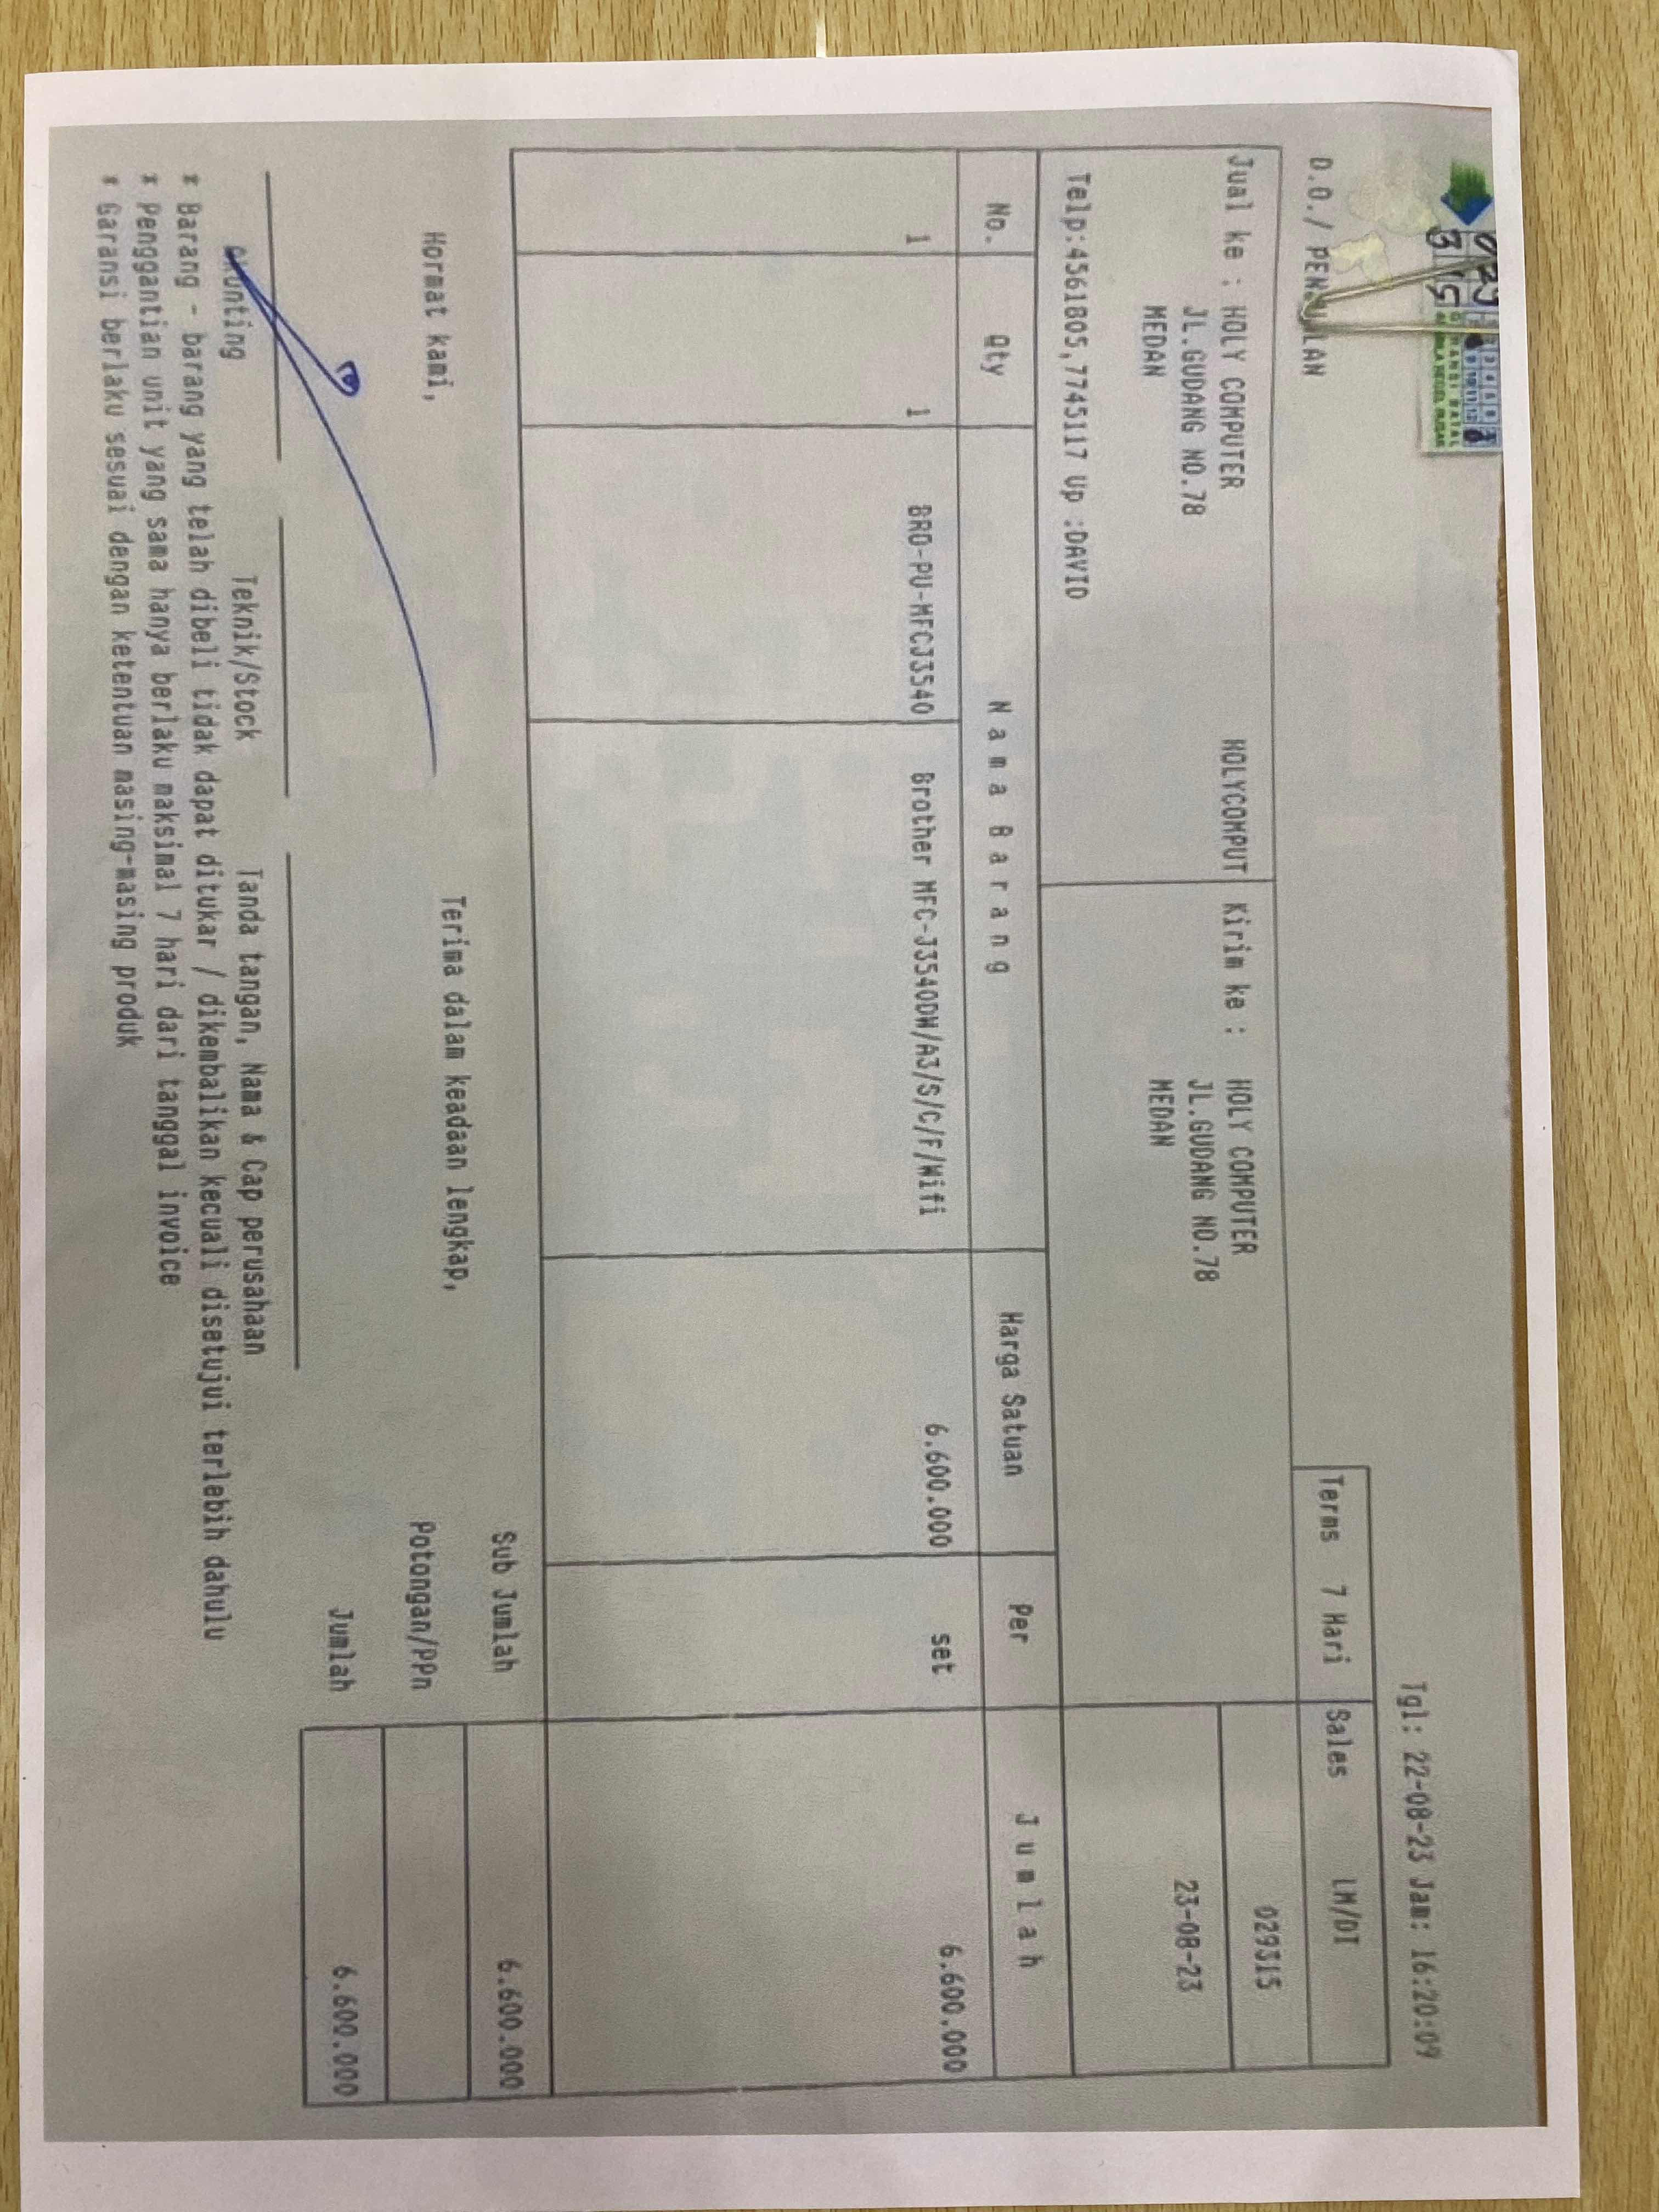 Tgl: 22-08-23 Jam: 16:20:09
D.O./ PENJUALAN
Terms 7 Hari Sales LM/DI
Jual ke : HOLY COMPUTER HOLYCOMPUT Kirim ke : HOLY COMPUTER 029315
JL.GUDANG NO.78 JL.GUDANG NO.78 23-08-23
MEDAN MEDAN
Telp:4561805,7745117 Up :DAVID
No. Qty Nama Barang Harga Satuan Per Jumlah
1 1 BRO-PU-MFCJ3540 Brother MFC-J3540DW/A3/S/C/F/Wifi 6.600.000 set 6.600.000
Sub Jumlah 6.600.000
Hormat kami, Terima dalam keadaan lengkap, Potongan/PPn
Jumlah 6.600.000
akunting Teknik/Stock Tanda tangan, Nama & Cap perusahaan
* Barang - barang yang telah dibeli tidak dapat ditukar / dikembalikan kecuali disetujui terlebih dahulu
* Penggantian unit yang sama hanya berlaku maksimal 7 hari dari tanggal invoice
* Garansi berlaku sesuai dengan ketentuan masing-masing produk